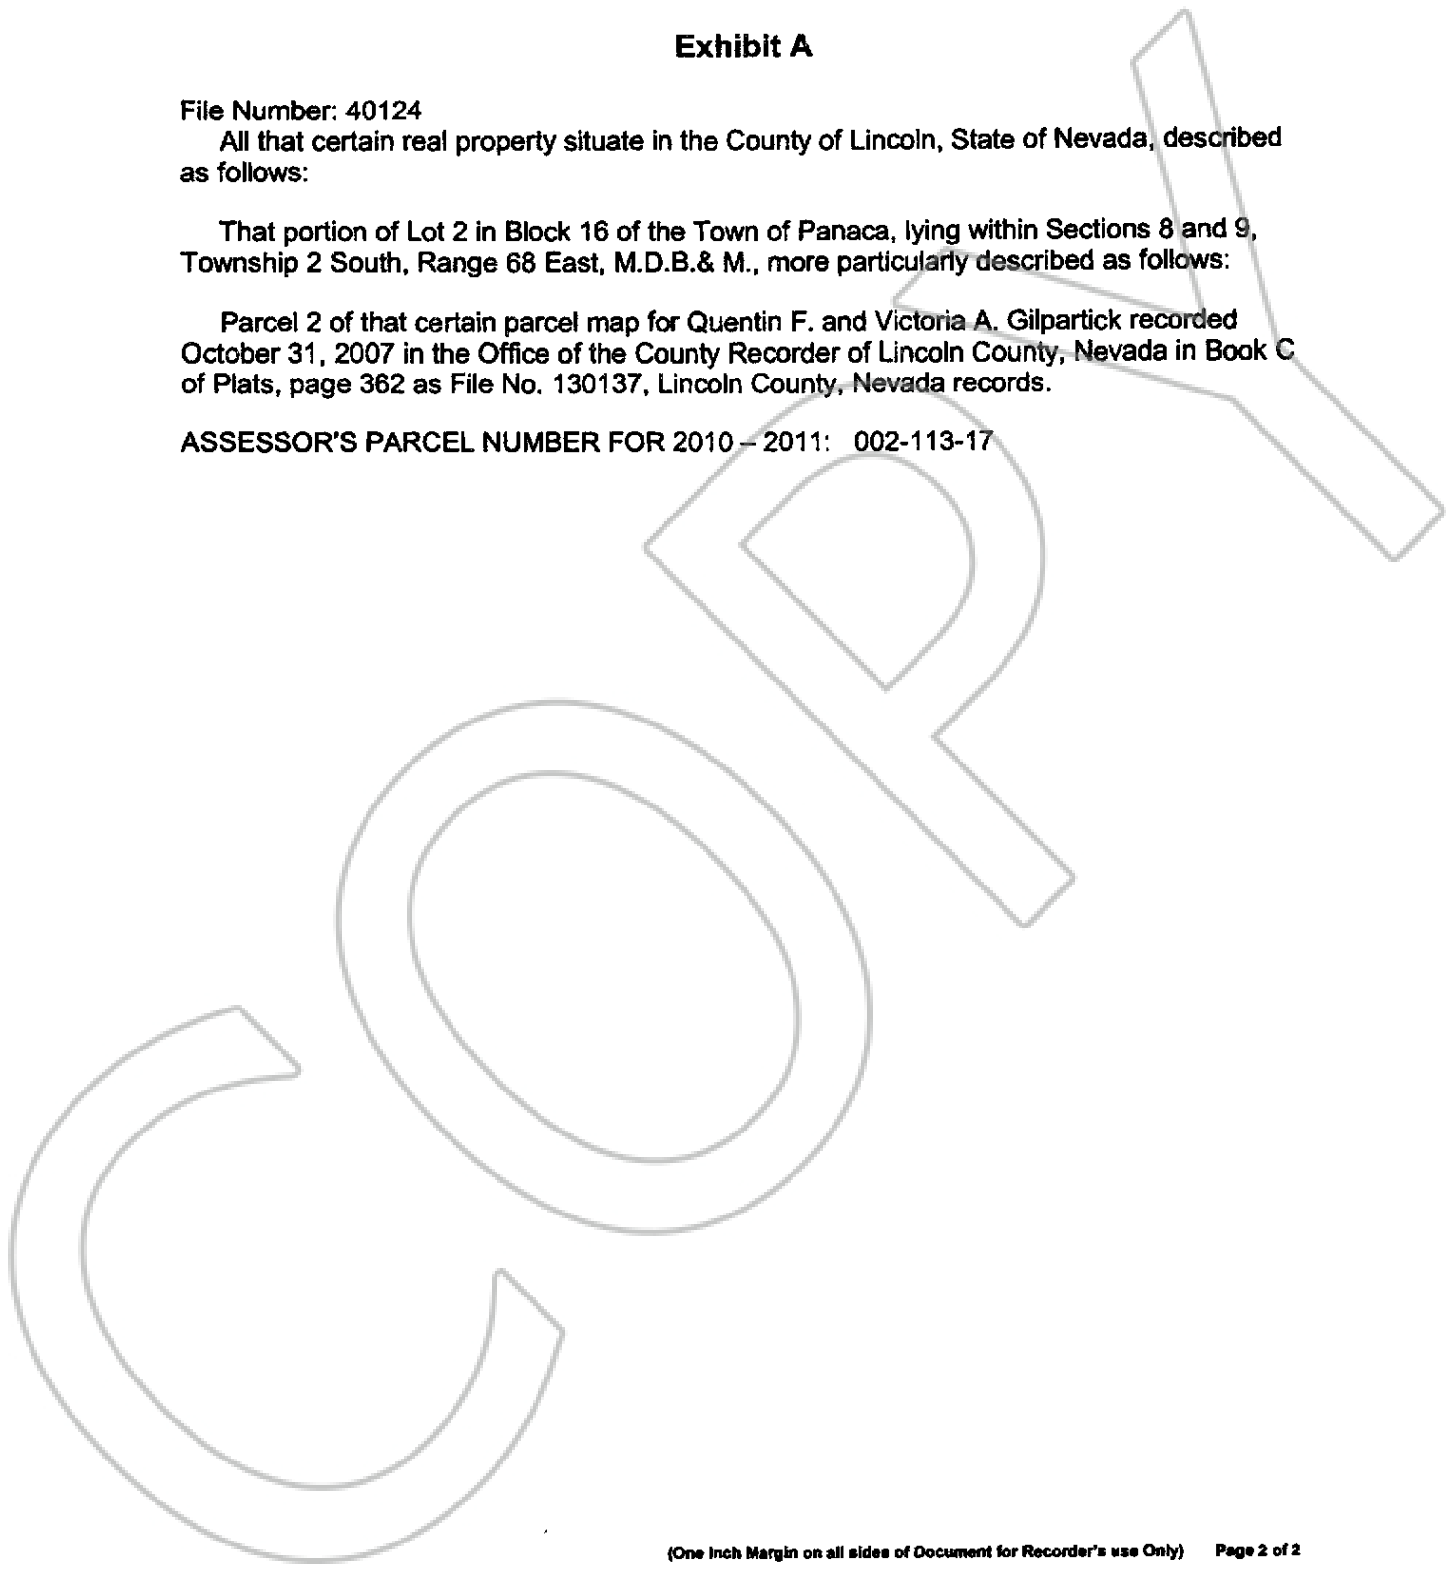 Exhibit A
File Number: 40124
All that certain real property situate in the County of Lincoln, State of Nevada, described
as follows:
That portion of Lot 2 in Block 16 of the Town of Panaca, lying within Sections 8 and 9,
Township 2 South, Range 68 East, M.D.B.& M., more particularly described as follows:
Parcel 2 of that certain parcel map for Quentin F. and Victoria A. Gilpartick recorded
October 31, 2007 in the Office of the County Recorder of Lincoln County, Nevada in Book C
of Plats, page 362 as File No. 130137, Lincoln County, Nevada records.
ASSESSOR'S PARCEL NUMBER FOR 2010 – 2011: 002-113-17
COPY
(One Inch Margin on all sides of Document for Recorder's use Only) Page 2 of 2